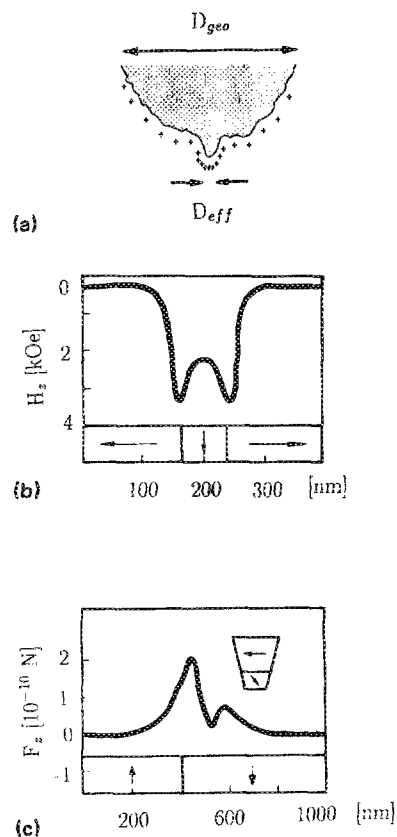 D_geo
D_eff
(a)
0
2
4
H_z [kOe]
100 200 300 [nm]
(b)
2
1
0
-1
F_z [10⁻¹⁰ N]
200 600 1000 [nm]
(c)